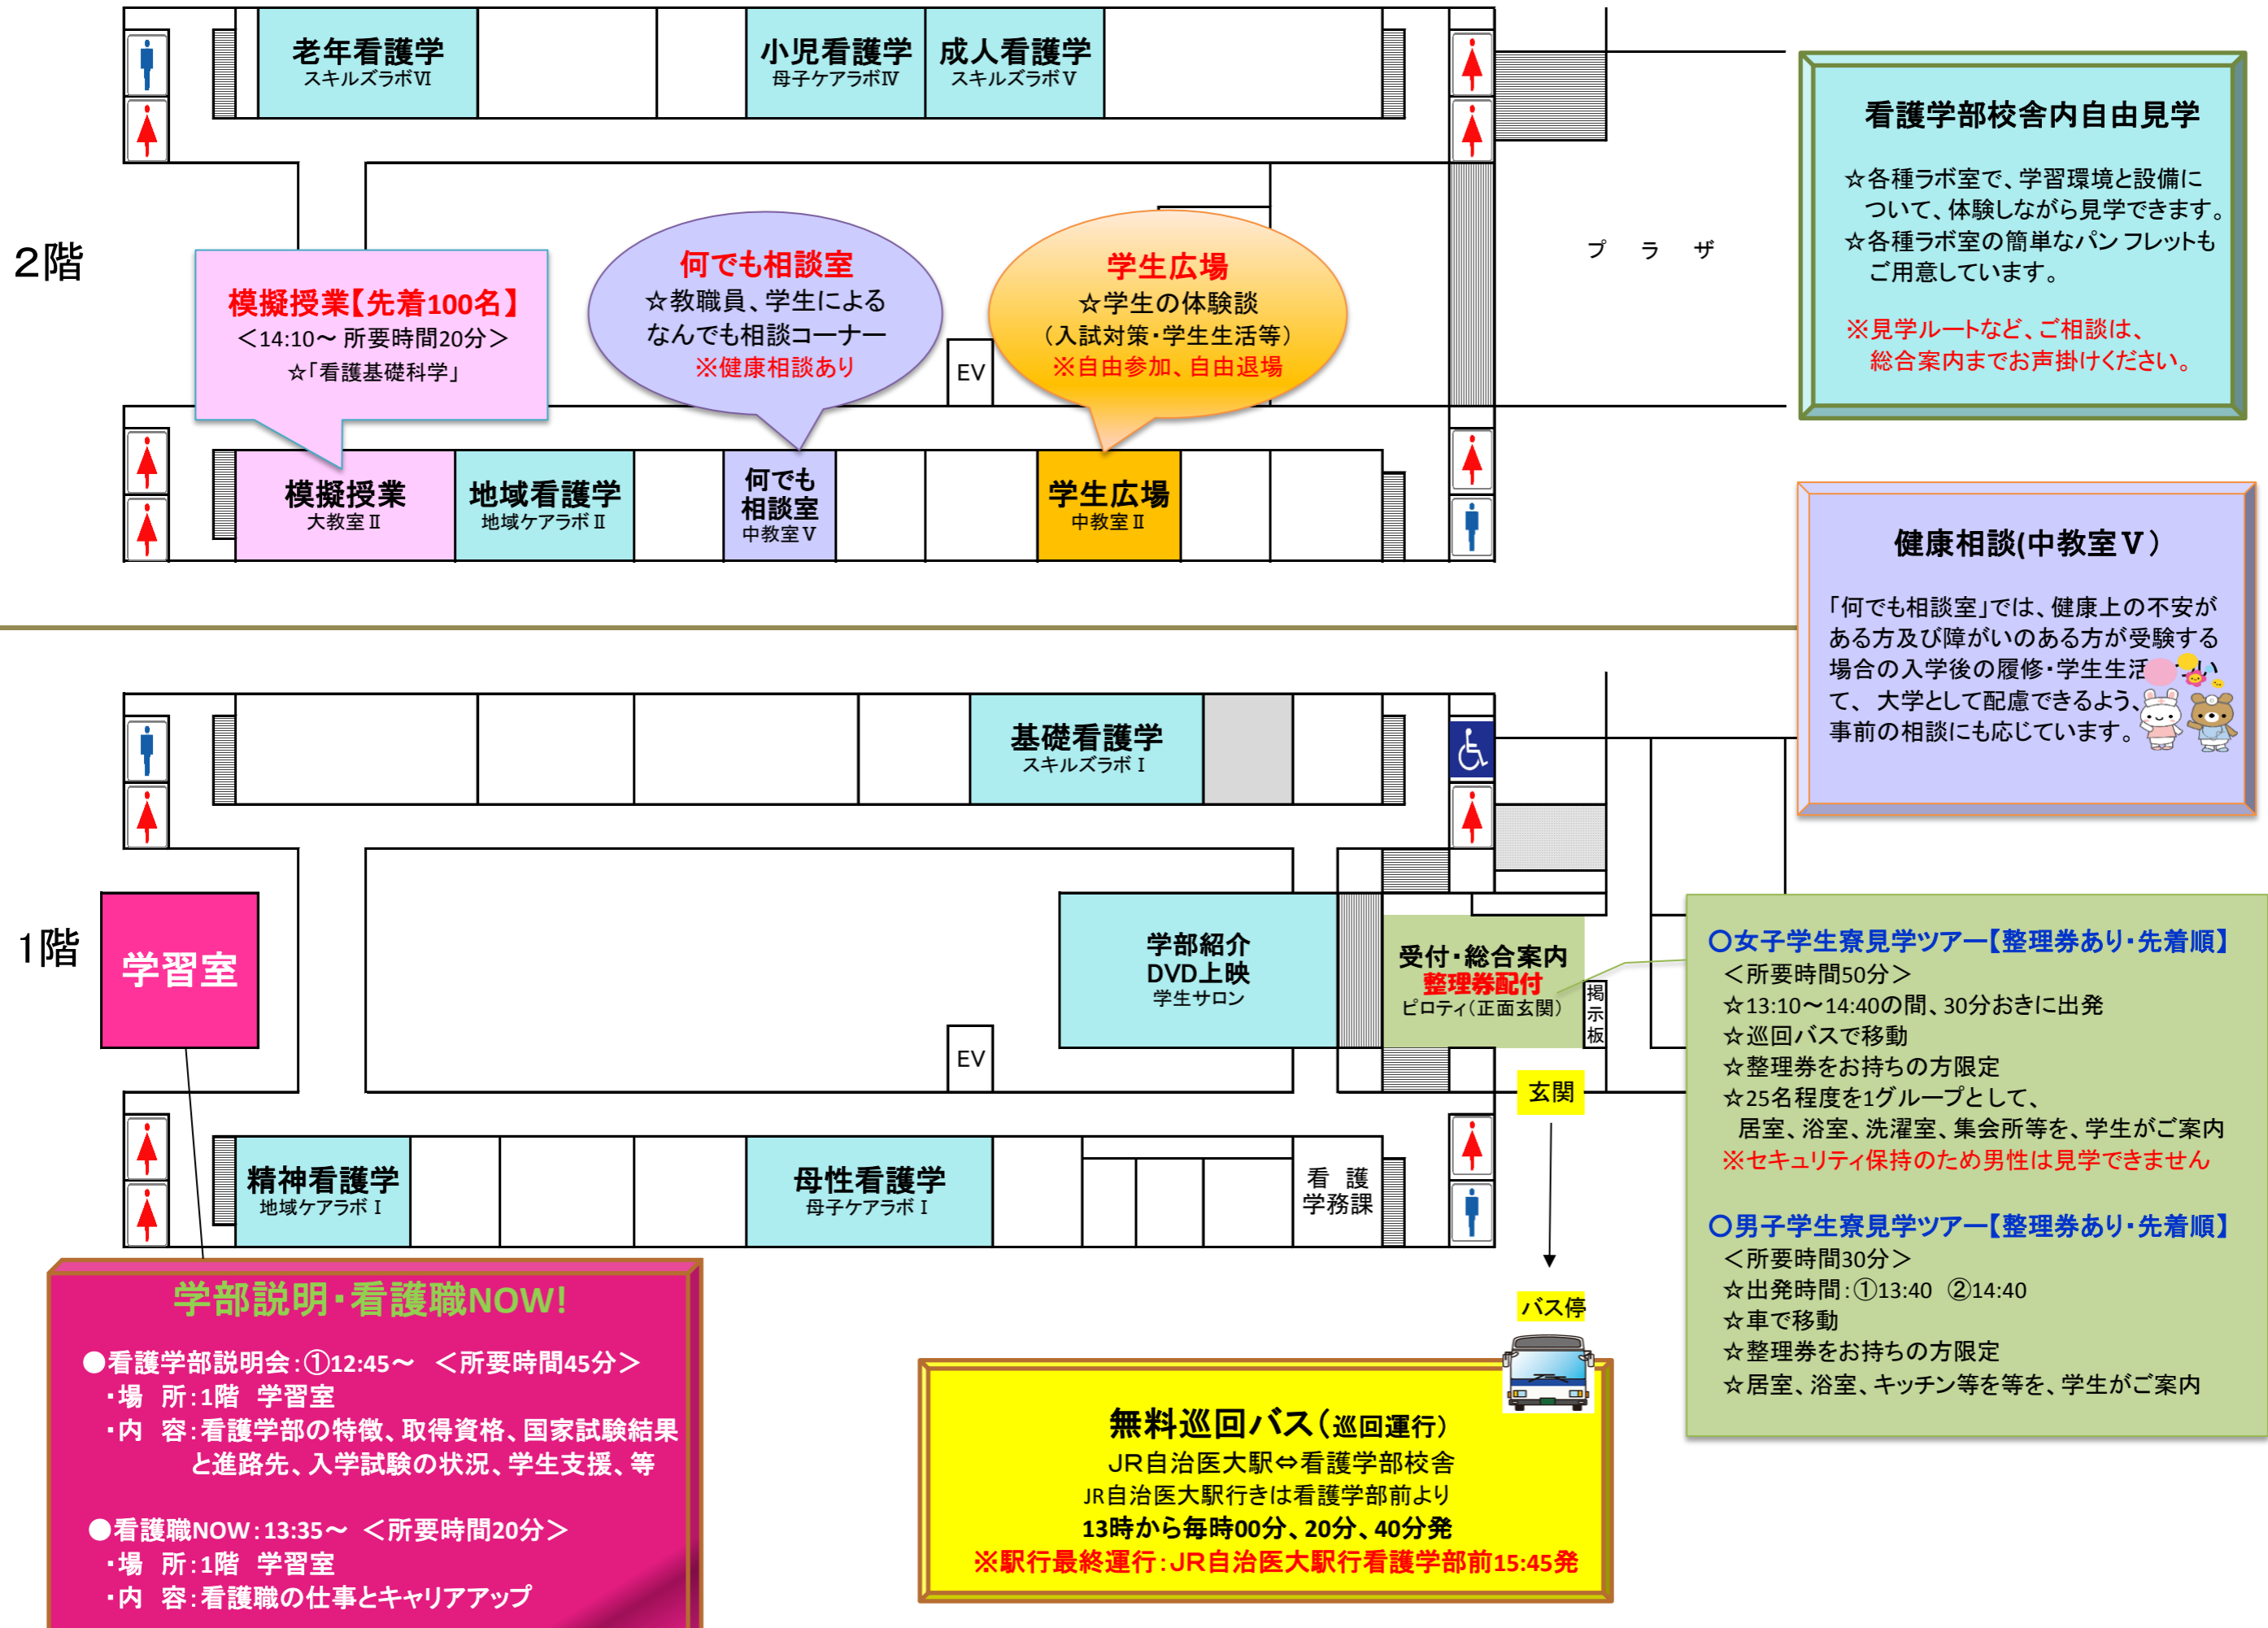 老年看護学
スキルズラボⅥ
小児看護学
母子ケアラボⅣ
成人看護学
スキルズラボⅤ
看護学部校舎内自由見学
☆各種ラボ室で、学習環境と設備に
ついて、体験しながら見学できます。
☆各種ラボ室の簡単なパンフレットも
ご用意しています。
※見学ルートなど、ご相談は、
総合案内までお声掛けください。
2階
プ ラ ザ
模擬授業【先着100名】
＜14:10～ 所要時間20分＞
☆「看護基礎科学」
何でも相談室
☆教職員、学生による
なんでも相談コーナー
※健康相談あり
学生広場
☆学生の体験談
（入試対策・学生生活等）
※自由参加、自由退場
EV
模擬授業
大教室Ⅱ
地域看護学
地域ケアラボⅡ
何でも
相談室
中教室Ⅴ
学生広場
中教室Ⅱ
健康相談(中教室Ⅴ）
「何でも相談室」では、健康上の不安が
ある方及び障がいのある方が受験する
場合の入学後の履修・学生生活 い
て、 大学として配慮できるよう、
事前の相談にも応じています。
基礎看護学
スキルズラボⅠ
1階
学習室
学部紹介
DVD上映
学生サロン
受付・総合案内
整理券配付
ピロティ（正面玄関）
掲
示
板
EV
玄関
精神看護学
地域ケアラボⅠ
母性看護学
母子ケアラボⅠ
看 護
学務課
バス停
〇女子学生寮見学ツアー【整理券あり・先着順】
＜所要時間50分＞
☆13:10～14:40の間、30分おきに出発
☆巡回バスで移動
☆整理券をお持ちの方限定
☆25名程度を1グループとして、
居室、浴室、洗濯室、集会所等を、学生がご案内
※セキュリティ保持のため男性は見学できません
〇男子学生寮見学ツアー【整理券あり・先着順】
＜所要時間30分＞
☆出発時間：①13:40 ②14:40
☆車で移動
☆整理券をお持ちの方限定
☆居室、浴室、キッチン等を等を、学生がご案内
学部説明・看護職NOW!
●看護学部説明会：①12:45～ ＜所要時間45分＞
・場 所：1階 学習室
・内 容：看護学部の特徴、取得資格、国家試験結果
と進路先、入学試験の状況、学生支援、等
●看護職NOW：13:35～ ＜所要時間20分＞
・場 所：1階 学習室
・内 容：看護職の仕事とキャリアアップ
無料巡回バス（巡回運行）
ＪＲ自治医大駅⇔看護学部校舎
JR自治医大駅行きは看護学部前より
13時から毎時00分、20分、40分発
※駅行最終運行：ＪＲ自治医大駅行看護学部前15:45発